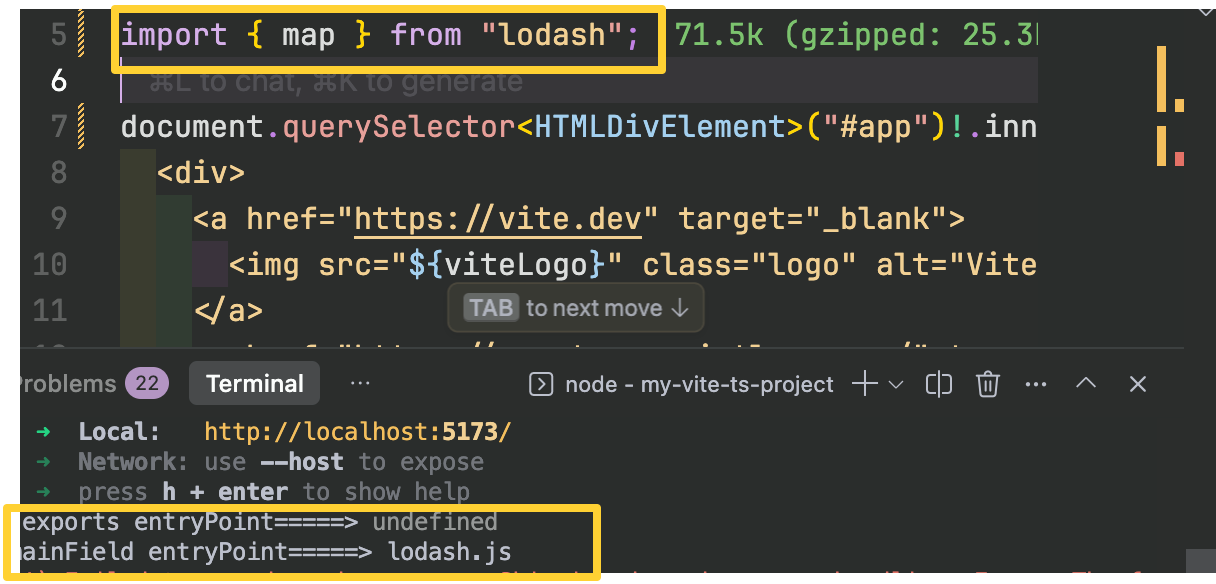 5 import { map } from "lodash"; 71.5k (gzipped: 25.3
6 ⌘L to chat, ⌘K to generate
7 document.querySelector<HTMLDivElement>("#app")!.inn
8 <div>
9 <a href="https://vite.dev" target="_blank">
10 <img src="${viteLogo}" class="logo" alt="Vite
11 </a>
TAB to next move ↓
roblems 22 Terminal ··· node - my-vite-ts-project
➜ Local: http://localhost:5173/
➜ Network: use --host to expose
➜ press h + enter to show help
exports entryPoint=====> undefined
ainField entryPoint=====> lodash.js